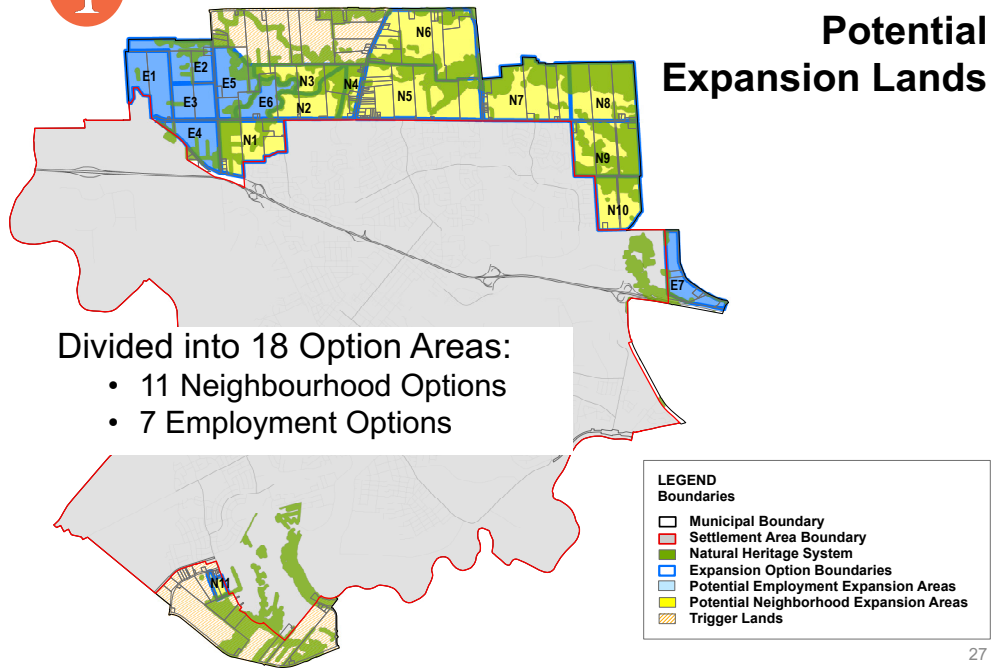 Potential
Expansion Lands
N6
E1
E2
E5
N3
N4
E3
E6
N2
N5
N7
N8
E4
N1
N9
N10
E7
Divided into 18 Option Areas:
• 11 Neighbourhood Options
• 7 Employment Options
N11
LEGEND
Boundaries
Municipal Boundary
Settlement Area Boundary
Natural Heritage System
Expansion Option Boundaries
Potential Employment Expansion Areas
Potential Neighborhood Expansion Areas
Trigger Lands
27